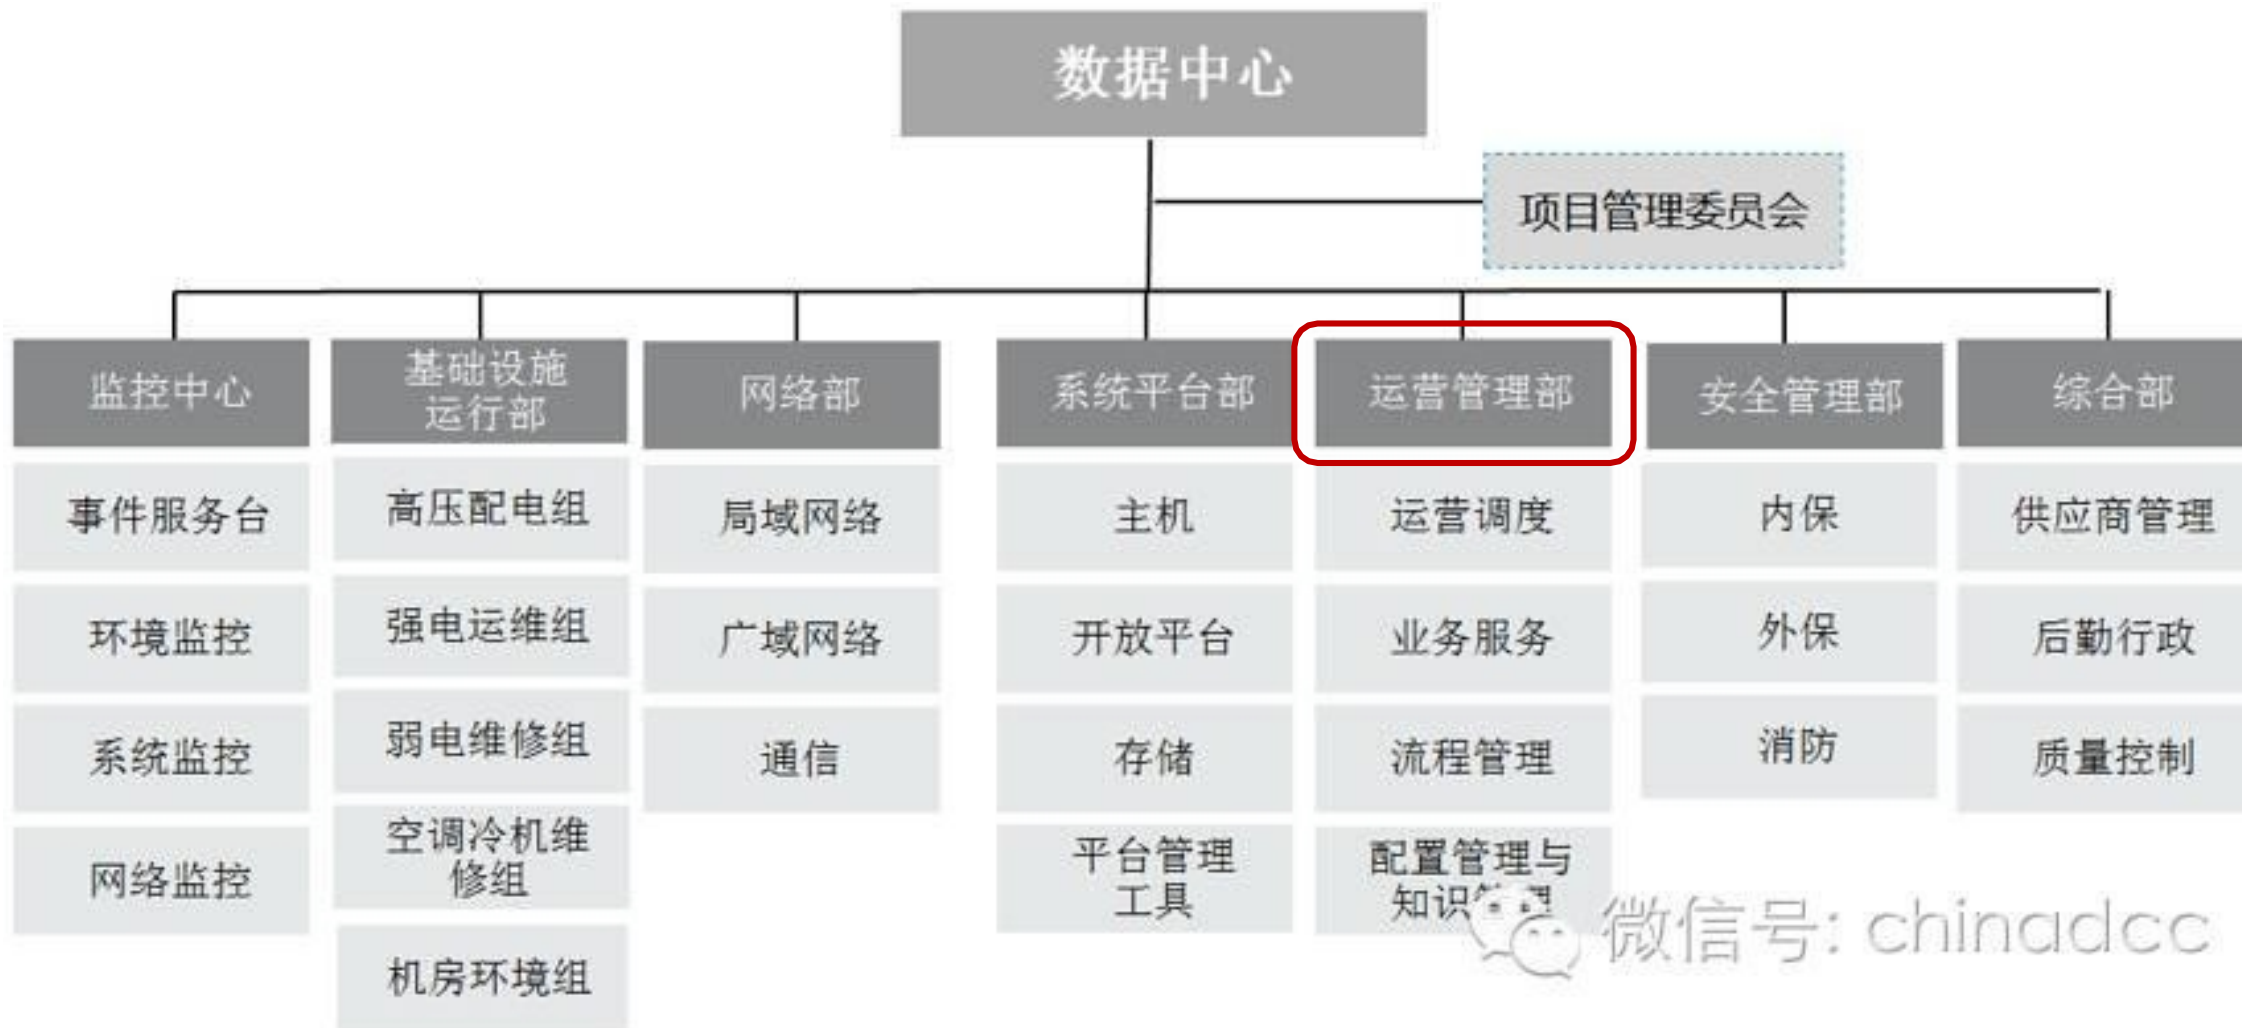 数据中心
项目管理委员会
监控中心
基础设施
运行部
网络部
系统平台部
运营管理部
安全管理部
综合部
事件服务台
环境监控
系统监控
网络监控
高压配电组
强电运维组
弱电维修组
空调冷机维
修组
机房环境组
局域网络
广域网络
通信
主机
开放平台
存储
平台管理
工具
运营调度
业务服务
流程管理
配置管理与
知识管理
内保
外保
消防
供应商管理
后勤行政
质量控制
微信号: chinadcc